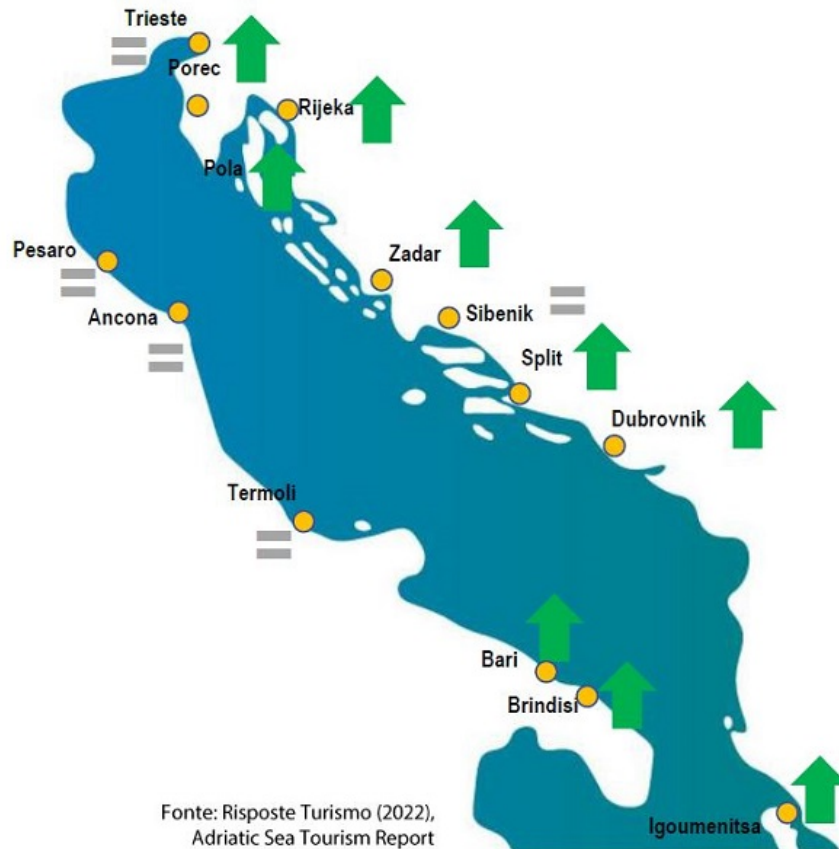 Trieste
Porec
Rijeka
Pola
Zadar
Pesaro
Sibenik
Ancona
Split
Dubrovnik
Termoli
Bari
Brindisi
Igoumenitsa
Fonte: Risposte Turismo (2022),
Adriatic Sea Tourism Report